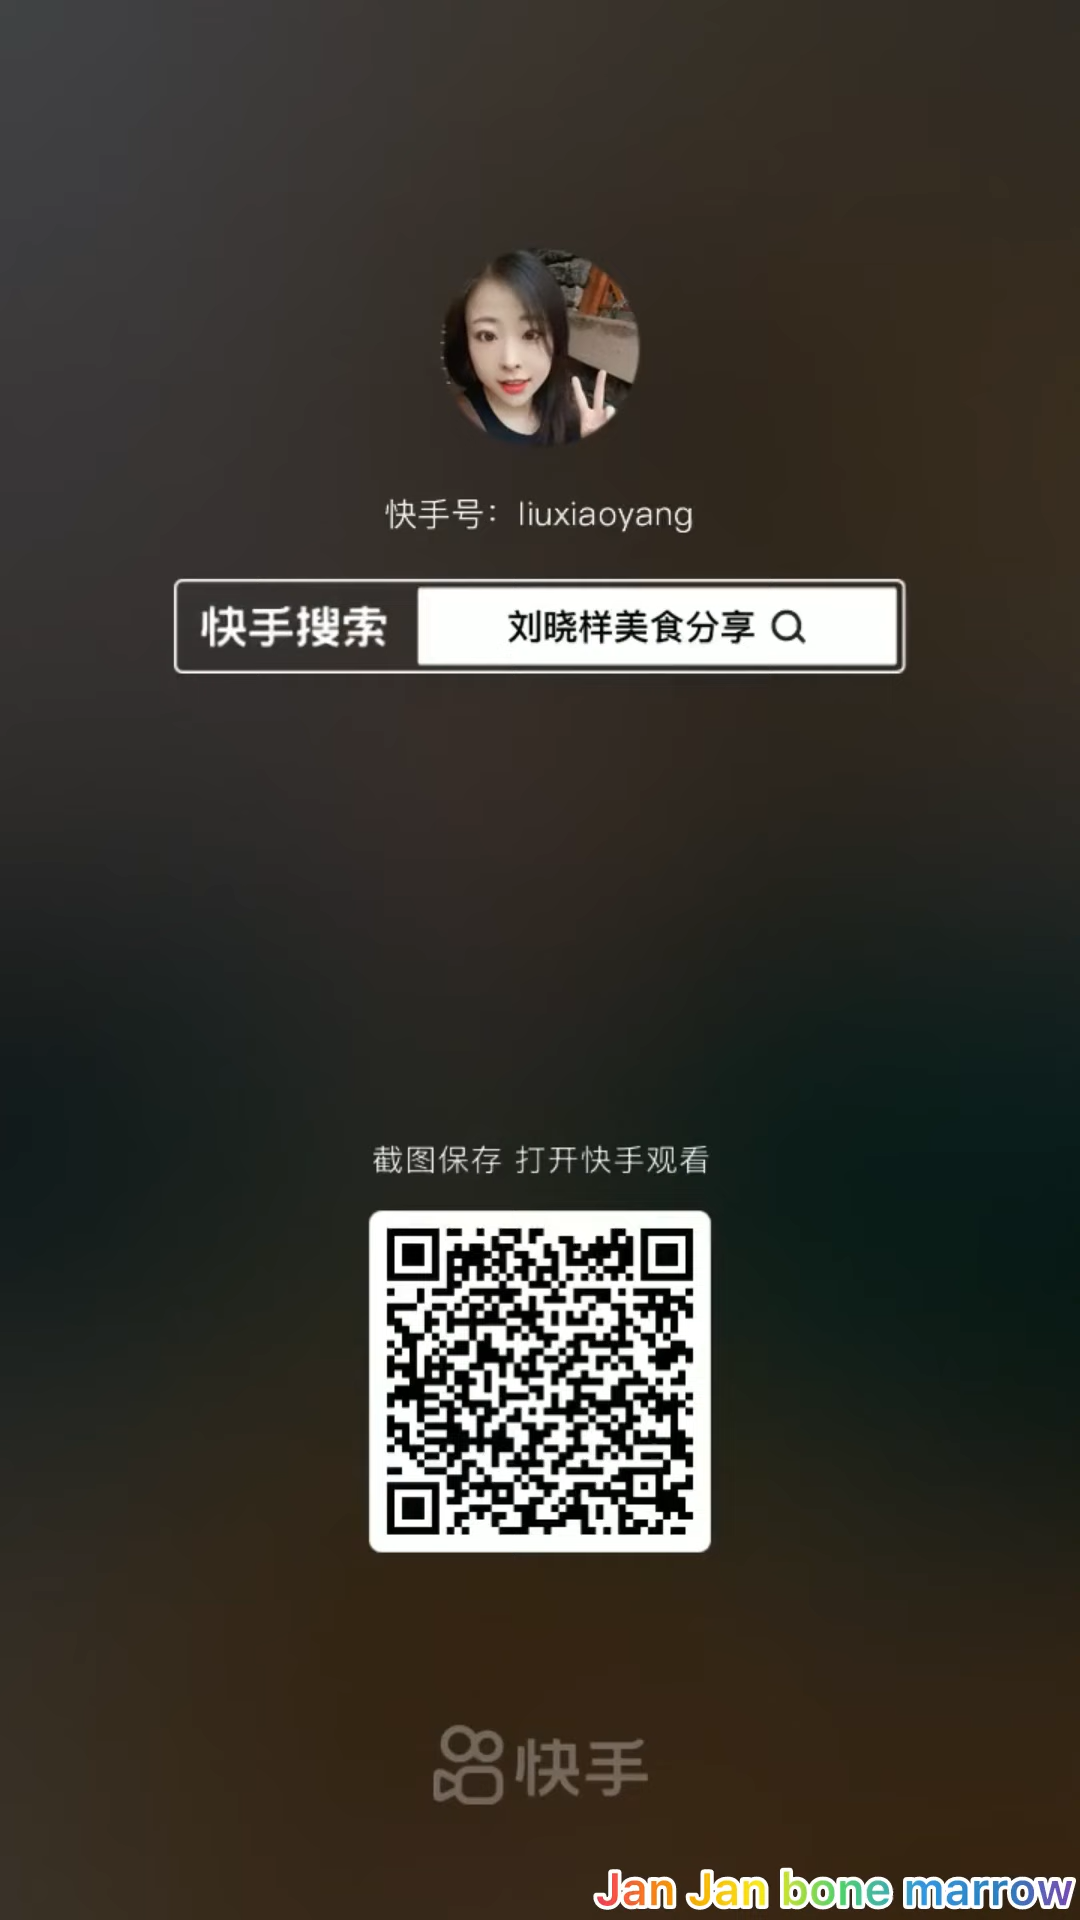 快手号：liuxiaoyang
快手搜索 刘晓样美食分享
截图保存 打开快手观看
快手
Jan Jan bone marrow